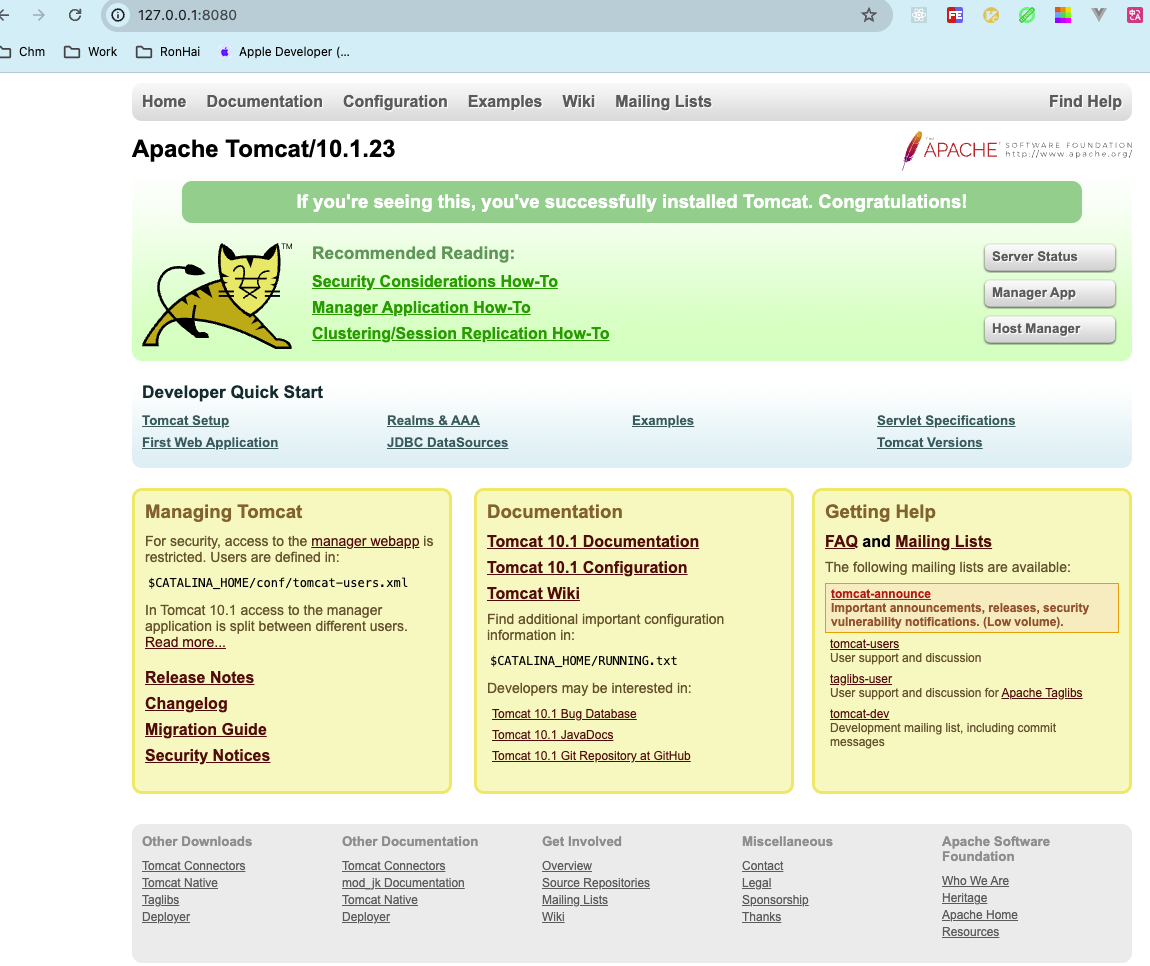 127.0.0.1:8080
Chm Work RonHai Apple Developer (...
Home Documentation Configuration Examples Wiki Mailing Lists Find Help
Apache Tomcat/10.1.23
THE APACHE SOFTWARE FOUNDATION
http://www.apache.org/
If you're seeing this, you've successfully installed Tomcat. Congratulations!
TM
Recommended Reading:
Security Considerations How-To
Manager Application How-To
Clustering/Session Replication How-To
Server Status
Manager App
Host Manager
Developer Quick Start
Tomcat Setup
First Web Application
Realms & AAA
JDBC DataSources
Examples
Servlet Specifications
Tomcat Versions
Managing Tomcat
For security, access to the manager webapp is
restricted. Users are defined in:
$CATALINA_HOME/conf/tomcat-users.xml
In Tomcat 10.1 access to the manager
application is split between different users.
Read more...
Release Notes
Changelog
Migration Guide
Security Notices
Documentation
Tomcat 10.1 Documentation
Tomcat 10.1 Configuration
Tomcat Wiki
Find additional important configuration
information in:
$CATALINA_HOME/RUNNING.txt
Developers may be interested in:
Tomcat 10.1 Bug Database
Tomcat 10.1 JavaDocs
Tomcat 10.1 Git Repository at GitHub
Getting Help
FAQ and Mailing Lists
The following mailing lists are available:
tomcat-announce
Important announcements, releases, security
vulnerability notifications. (Low volume).
tomcat-users
User support and discussion
taglibs-user
User support and discussion for Apache Taglibs
tomcat-dev
Development mailing list, including commit
messages
Other Downloads
Tomcat Connectors
Tomcat Native
Taglibs
Deployer
Other Documentation
Tomcat Connectors
mod_jk Documentation
Tomcat Native
Deployer
Get Involved
Overview
Source Repositories
Mailing Lists
Wiki
Miscellaneous
Contact
Legal
Sponsorship
Thanks
Apache Software
Foundation
Who We Are
Heritage
Apache Home
Resources